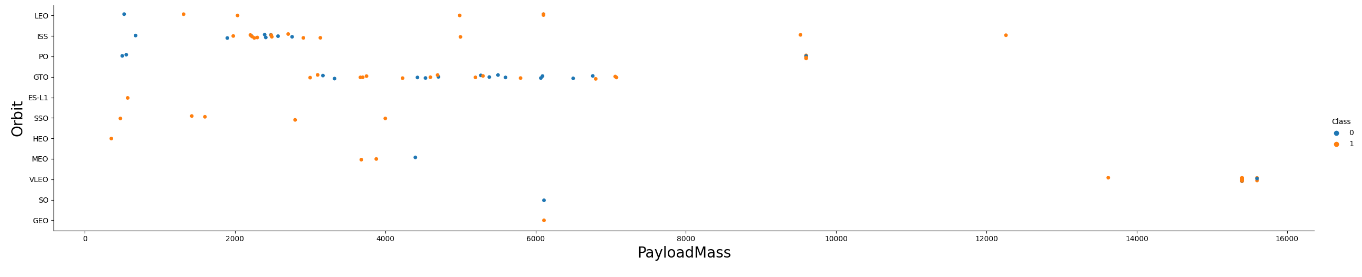 LEO
ISS
PO
GTO
ES-L1
SSO
HEO
MEO
VLEO
SO
GEO
Orbit
0
2000
4000
6000
8000
10000
12000
14000
16000
PayloadMass
Class
0
1